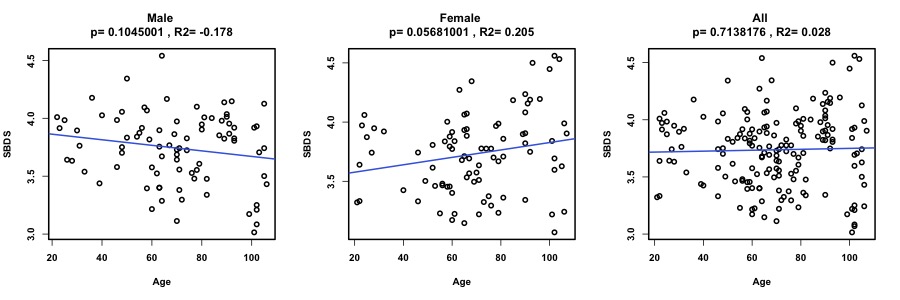 Male
p= 0.1045001 , R2= -0.178
SBDS
4.5
4.0
3.5
3.0
20 40 60 80 100
Age
Female
p= 0.05681001 , R2= 0.205
SBDS
4.5
4.0
3.5
20 40 60 80 100
Age
All
p= 0.7138176 , R2= 0.028
SBDS
4.5
4.0
3.5
3.0
20 40 60 80 100
Age